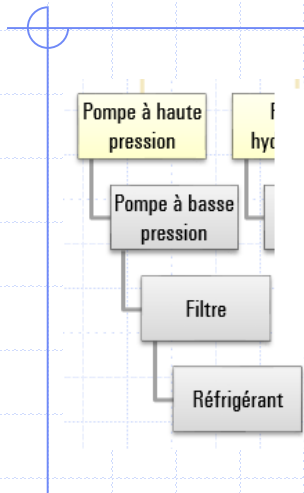 Pompe à haute
pression
Pompe à basse
pression
Filtre
Réfrigérant